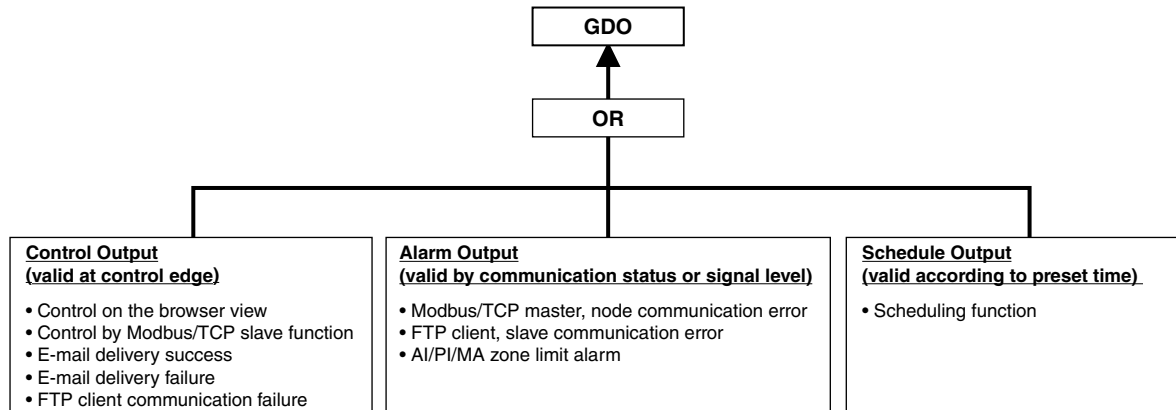 GDO
OR
Control Output
(valid at control edge)
• Control on the browser view
• Control by Modbus/TCP slave function
• E-mail delivery success
• E-mail delivery failure
• FTP client communication failure
Alarm Output
(valid by communication status or signal level)
• Modbus/TCP master, node communication error
• FTP client, slave communication error
• AI/PI/MA zone limit alarm
Schedule Output
(valid according to preset time)
• Scheduling function